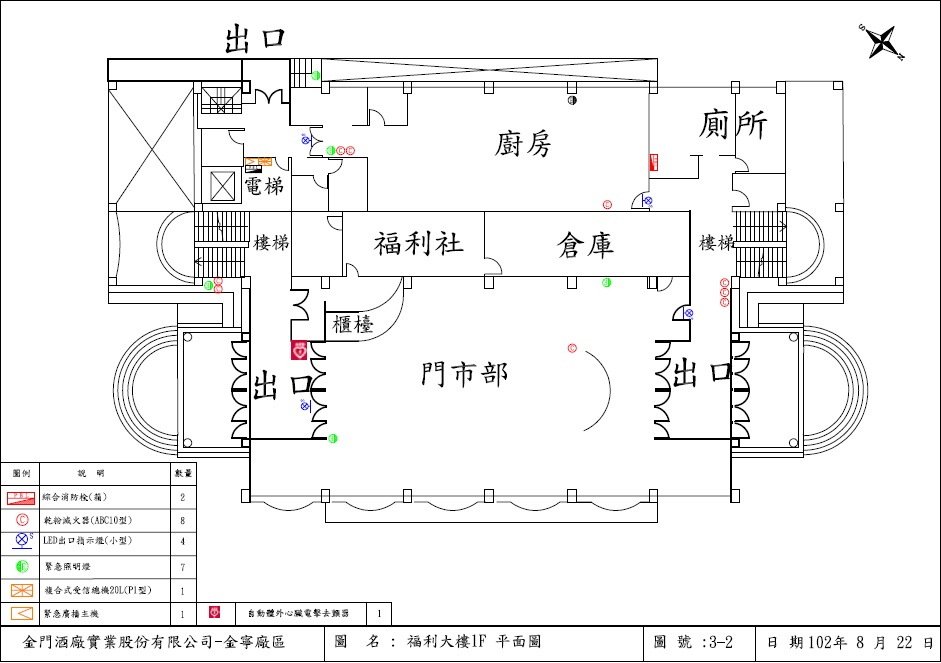 出口
S
N
廚房
廁所
電梯
樓梯
福利社
倉庫
樓梯
櫃檯
門市部
出口
出口
圖例 說 明 數量
綜合消防栓(箱) 2
C 乾粉滅火器(ABC10型) 8
S LED出口指示燈(小型) 4
緊急照明燈 7
複合式受信總機20L(P1型) 1
緊急廣播主機 1
自動體外心臟電擊去顫器 1
金門酒廠實業股份有限公司-金寧廠區
圖 名 : 福利大樓1F 平面圖
圖 號 :3-2
日 期 102年 8 月 22 日